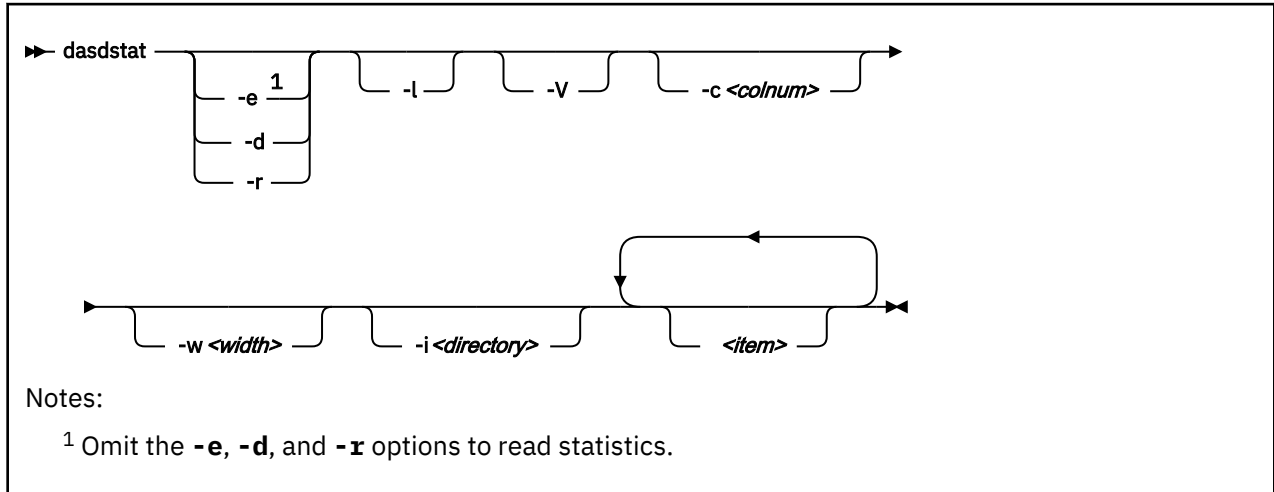 dasdstat
-e 1
-d
-r
-l
-V
-c <colnum>
-w <width>
-i <directory>
<item>
Notes:
1 Omit the -e, -d, and -r options to read statistics.